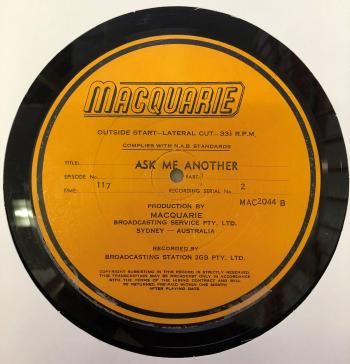 MACQUARIE
OUTSIDE START—LATERAL CUT—33⅓ R.P.M
COMPLIES WITH N.A.B. STANDARDS
TITLE: ASK ME ANOTHER
EPISODE No. 117 PART:
TIME: RECORDING SERIAL No. 2
MAC2044 B
PRODUCTION BY
MACQUARIE
BROADCASTING SERVICE PTY. LTD.
SYDNEY — AUSTRALIA
RECORDED BY
BROADCASTING STATION 2GB PTY. LTD.
COPYRIGHT SUBSISTING IN THIS RECORD IS STRICTLY RESERVED.
THIS TRANSCRIPTION MAY BE BROADCAST ONLY IN ACCORDANCE
WITH THE TERMS OF THE HIRING CONTRACT AND WILL
BE RETURNED PRE-PAID WITHIN ONE MONTH
AFTER PLAYING DATE.